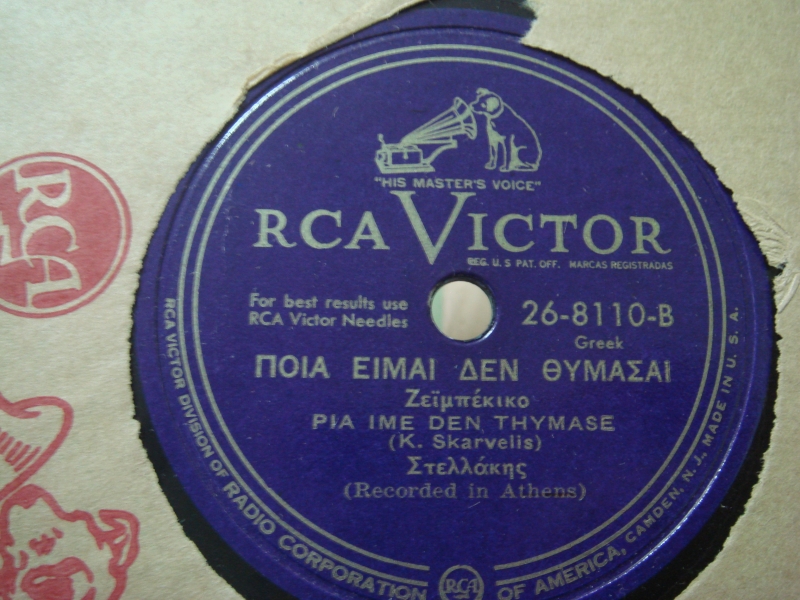 "HIS MASTER'S VOICE"
RCA VICTOR
REG. U.S PAT. OFF. MARCAS REGISTRADAS
For best results use
RCA Victor Needles
26-8110-B
Greek
ΠΟΙΑ ΕΙΜΑΙ ΔΕΝ ΘΥΜΑΣΑΙ
Ζεϊμπέκικο
PIA IME DEN THYMASE
(K. Skarvelis)
Στελλάκης
(Recorded in Athens)
RCA VICTOR DIVISION OF RADIO CORPORATION OF AMERICA, CAMDEN, N. J., MADE IN U. S. A.
RCA
RCA